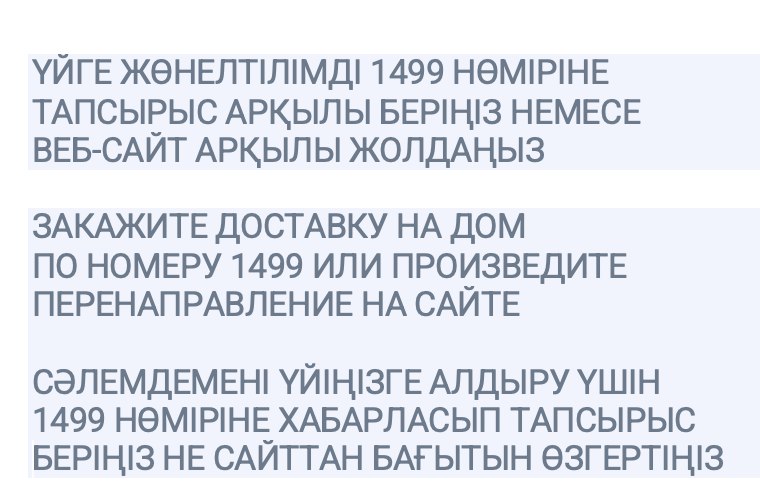 ҮЙГЕ ЖӨНЕЛТІЛІМДІ 1499 НӨМІРІНЕ
ТАПСЫРЫС АРҚЫЛЫ БЕРІҢІЗ НЕМЕСЕ
ВЕБ-САЙТ АРҚЫЛЫ ЖОЛДАҢЫЗ
ЗАКАЖИТЕ ДОСТАВКУ НА ДОМ
ПО НОМЕРУ 1499 ИЛИ ПРОИЗВЕДИТЕ
ПЕРЕНАПРАВЛЕНИЕ НА САЙТЕ
СӘЛЕМДЕМЕНІ ҮЙІҢІЗГЕ АЛДЫРУ ҮШІН
1499 НӨМІРІНЕ ХАБАРЛАСЫП ТАПСЫРЫС
БЕРІҢІЗ НЕ САЙТТАН БАҒЫТЫН ӨЗГЕРТІҢІЗ